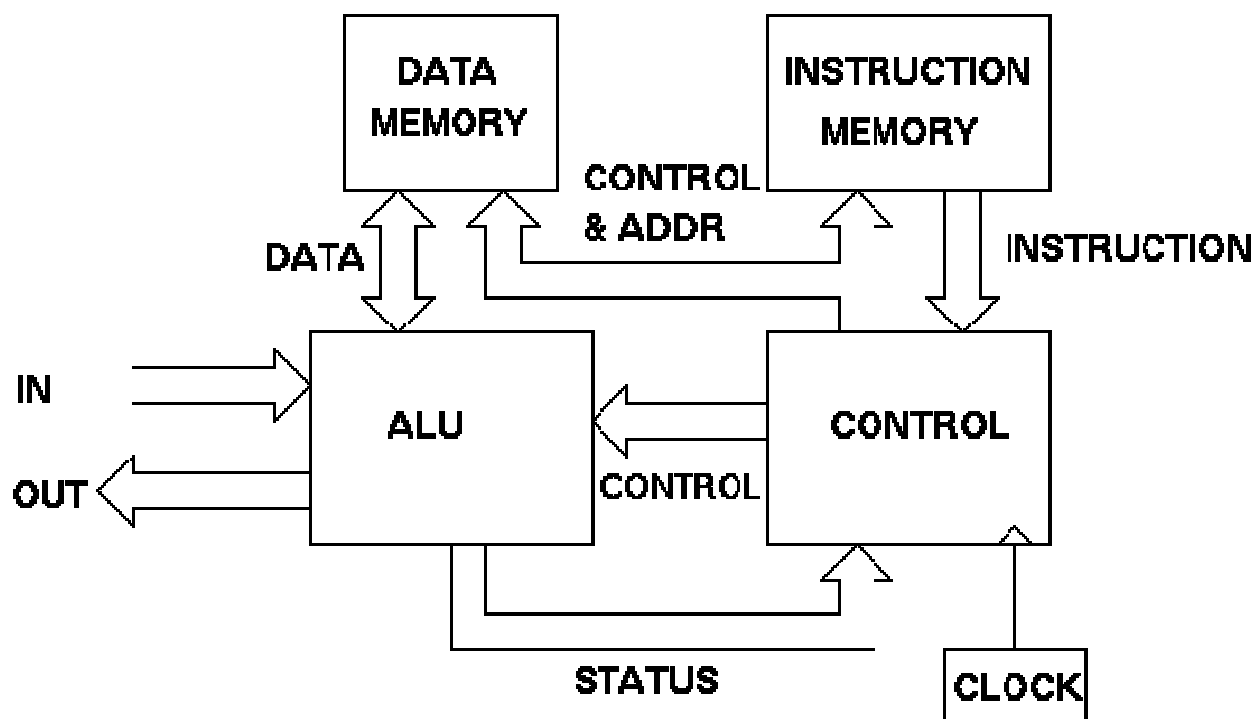 DATA
MEMORY
INSTRUCTION
MEMORY
CONTROL
& ADDR
DATA
INSTRUCTION
IN
ALU
CONTROL
OUT
CONTROL
STATUS
CLOCK